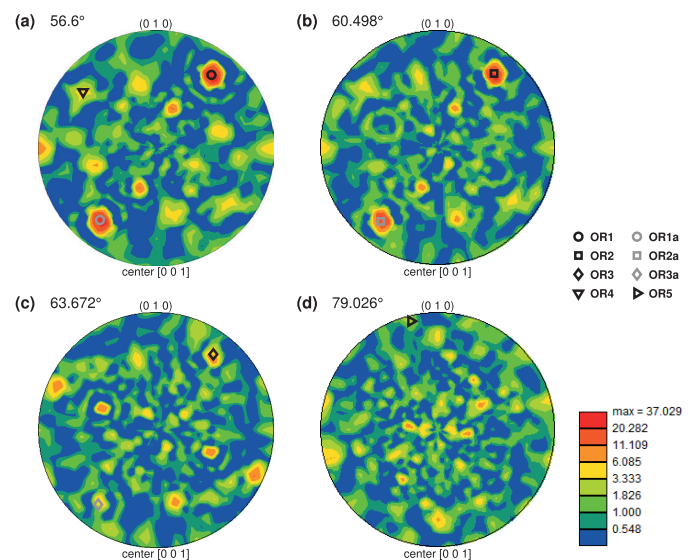 (a) 56.6° (0 1 0)
(b) 60.498° (0 1 0)
center [0 0 1]
center [0 0 1]
OR1 OR1a
OR2 OR2a
OR3 OR3a
OR4 OR5
(c) 63.672° (0 1 0)
(d) 79.026° (0 1 0)
center [0 0 1]
center [0 0 1]
max = 37.029
20.282
11.109
6.085
3.333
1.826
1.000
0.548